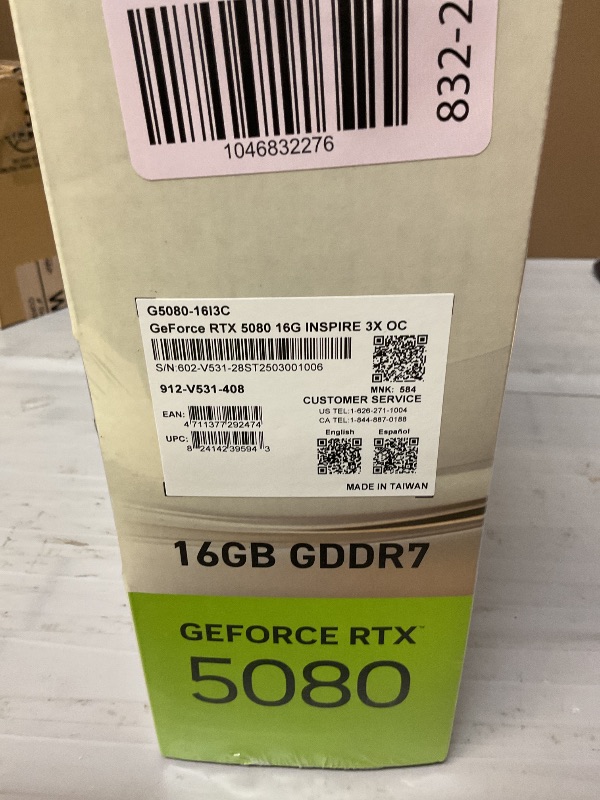 832-2
1046832276
G5080-16I3C
GeForce RTX 5080 16G INSPIRE 3X OC
S/N:602-V531-28ST2503001006
912-V531-408
MNK: 584
CUSTOMER SERVICE
US TEL:1-626-271-1004
CA TEL:1-844-887-0188
EAN:
4 711377 292474
UPC:
8 24142 39594 3
English Español
MADE IN TAIWAN
16GB GDDR7
GEFORCE RTX™
5080